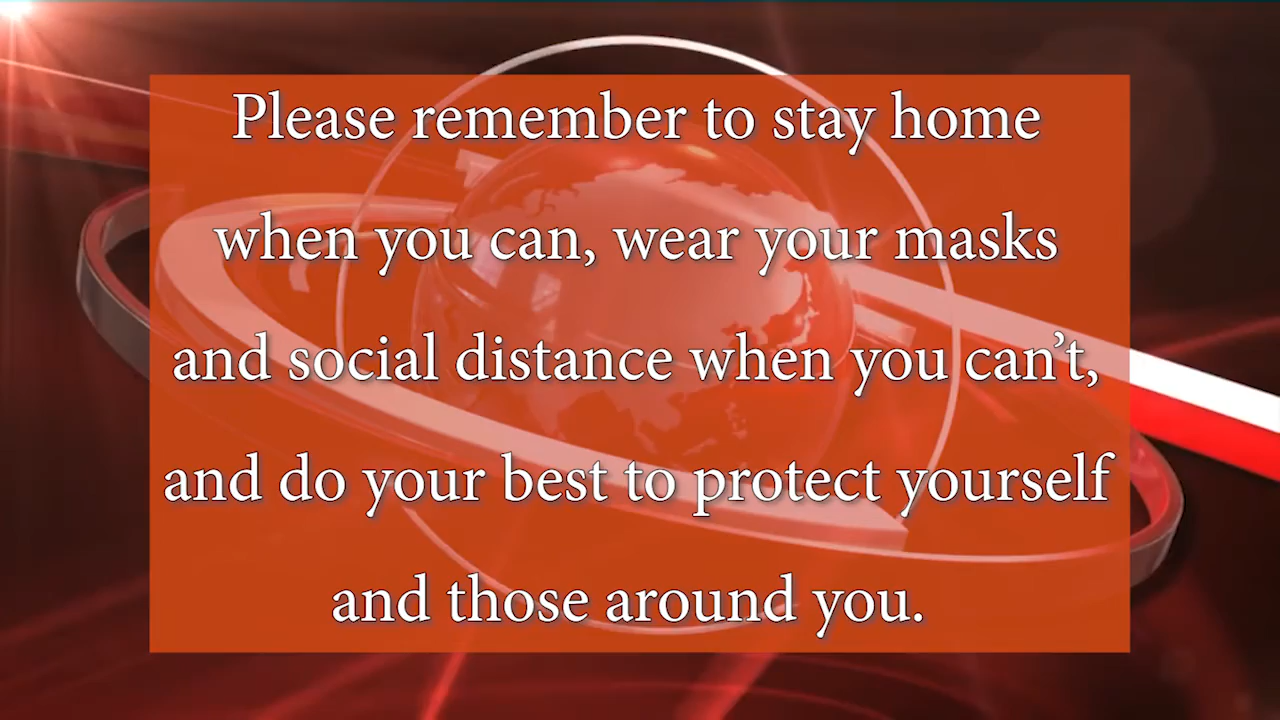 Please remember to stay home
when you can, wear your masks
and social distance when you can’t,
and do your best to protect yourself
and those around you.